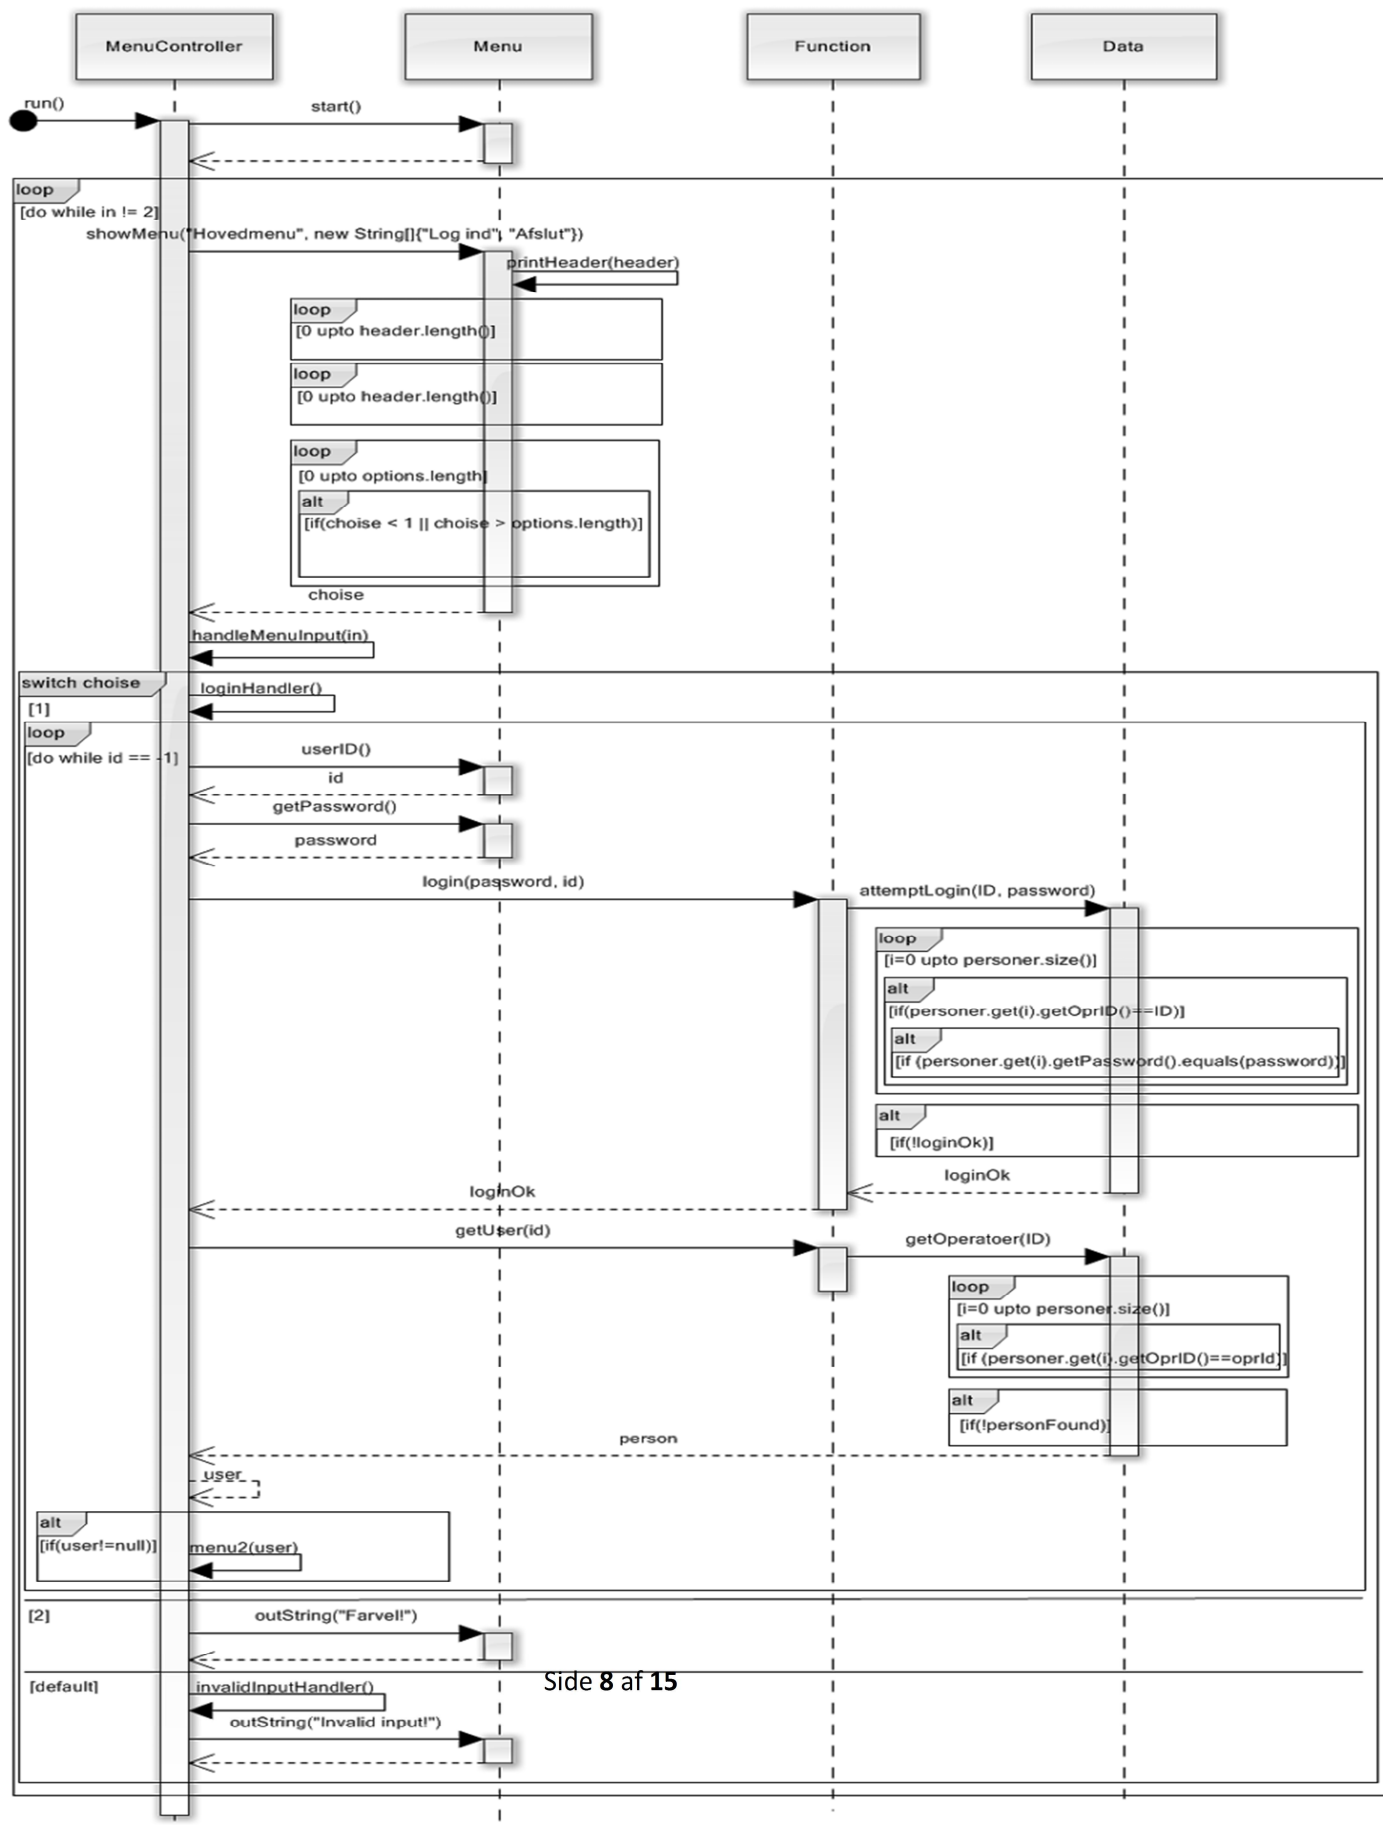 MenuController
Menu
Function
Data
run()
start()
loop
[do while in != 2]
showMenu("Hovedmenu", new String[]{"Log ind", "Afslut"})
printHeader(header)
loop
[0 upto header.length()]
loop
[0 upto header.length()]
loop
[0 upto options.length]
alt
[if(choise < 1 || choise > options.length)]
choise
handleMenuInput(in)
switch choise
loginHandler()
[1]
loop
[do while id == -1]
userID()
id
getPassword()
password
login(password, id)
attemptLogin(ID, password)
loop
[i=0 upto personer.size()]
alt
[if(personer.get(i).getOprID()==ID)]
alt
[if (personer.get(i).getPassword().equals(password))]
alt
[if(!loginOk)]
loginOk
loginOk
getUser(id)
getOperatoer(ID)
loop
[i=0 upto personer.size()]
alt
[if (personer.get(i).getOprID()==oprId)]
alt
[if(!personFound)]
person
user
alt
[if(user!=null)]
menu2(user)
[2]
outString("Farvel!")
Side 8 af 15
[default]
invalidInputHandler()
outString("Invalid input!")